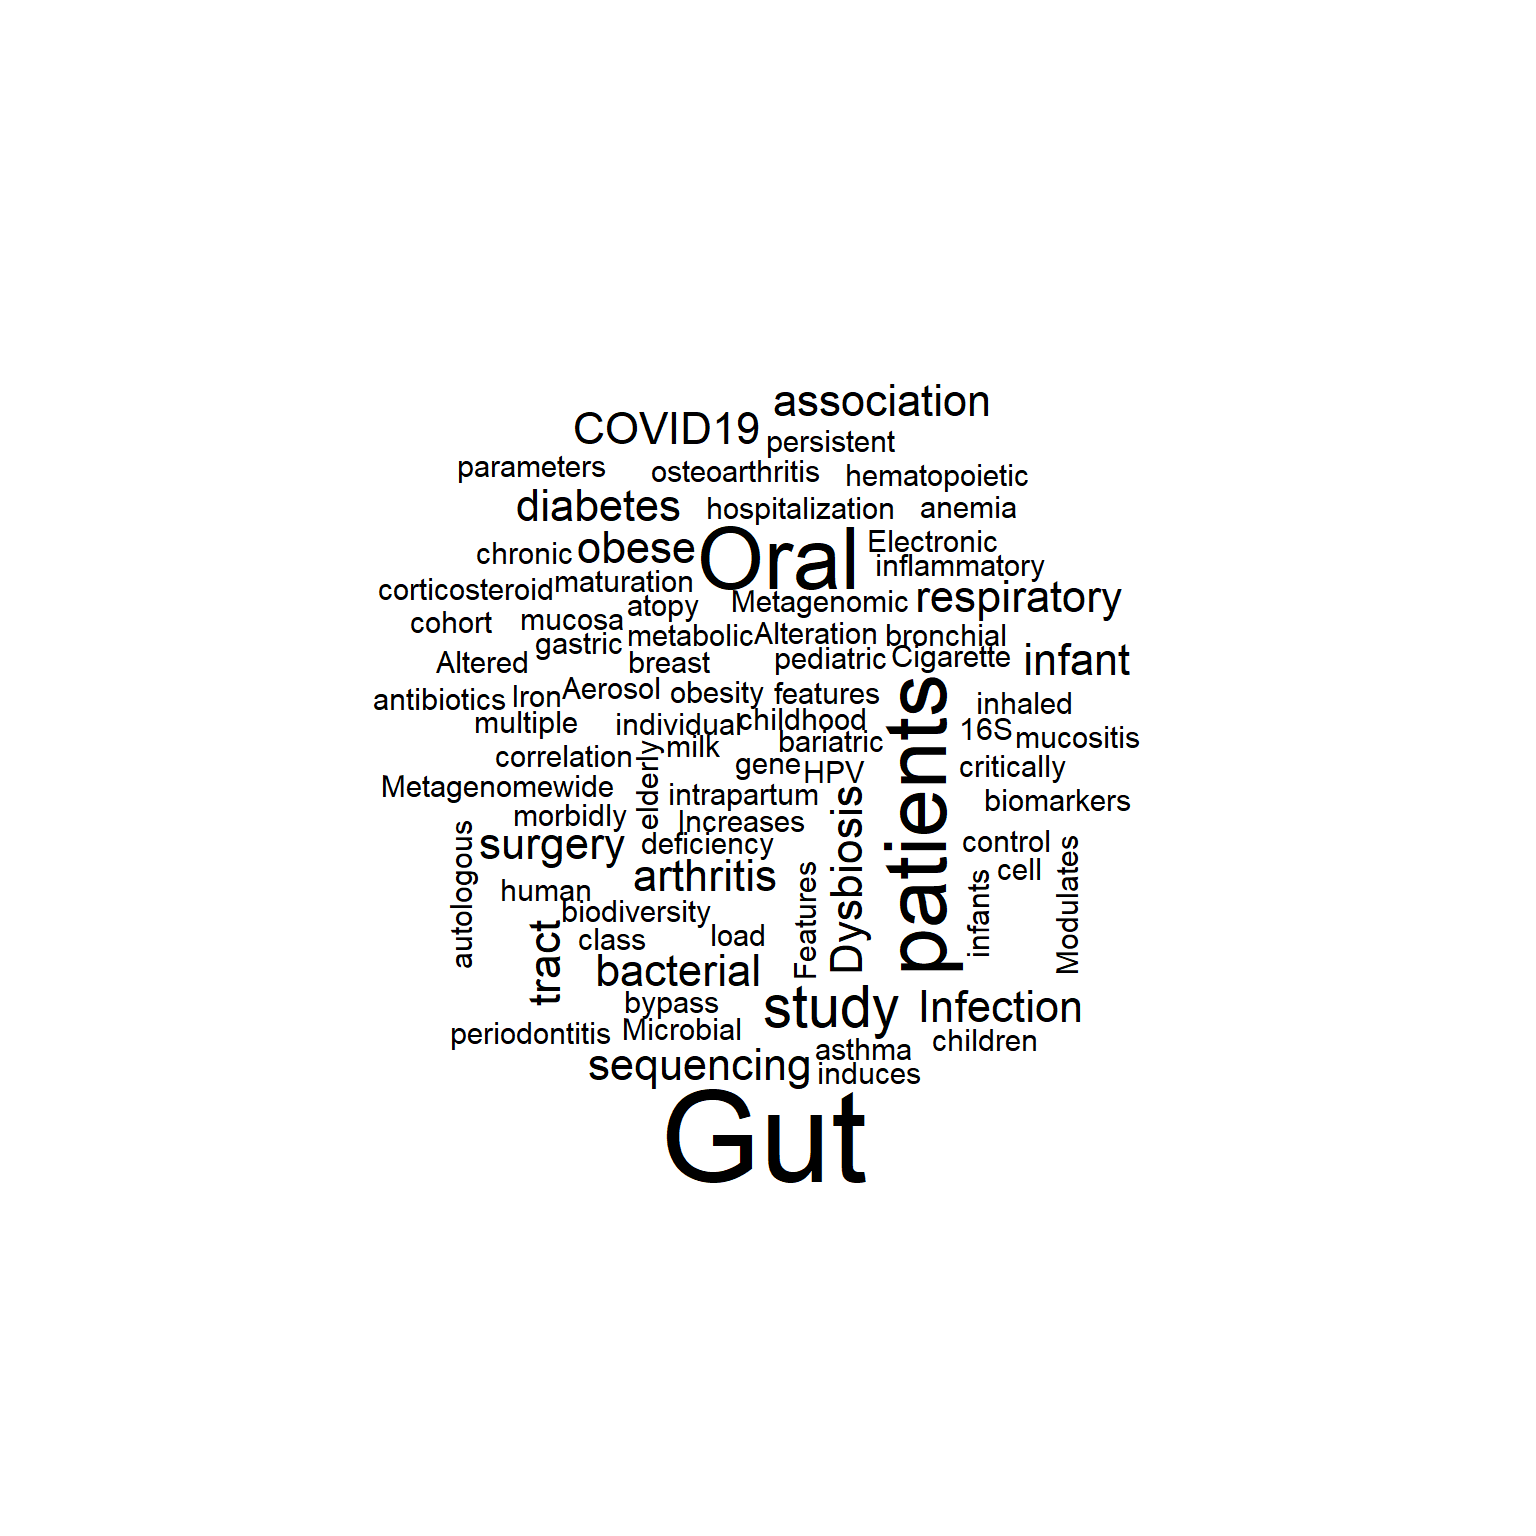 association
COVID19
persistent
parameters
osteoarthritis
hematopoietic
diabetes
hospitalization
anemia
chronic
obese
Oral
Electronic
inflammatory
corticosteroid
maturation
atopy
Metagenomic
respiratory
cohort
mucosa
gastric
metabolic
Alteration
bronchial
Altered
breast
pediatric
Cigarette
infant
antibiotics
Iron
Aerosol
obesity
features
patients
inhaled
multiple
individual
childhood
16S
mucositis
correlation
elderly
milk
bariatric
gene
HPV
critically
Metagenomewide
intrapartum
biomarkers
morbidly
Increases
Dysbiosis
surgery
deficiency
control
autologous
arthritis
Features
infants
cell
Modulates
human
biodiversity
tract
class
load
bacterial
bypass
study
Infection
periodontitis
Microbial
asthma
children
sequencing
induces
Gut